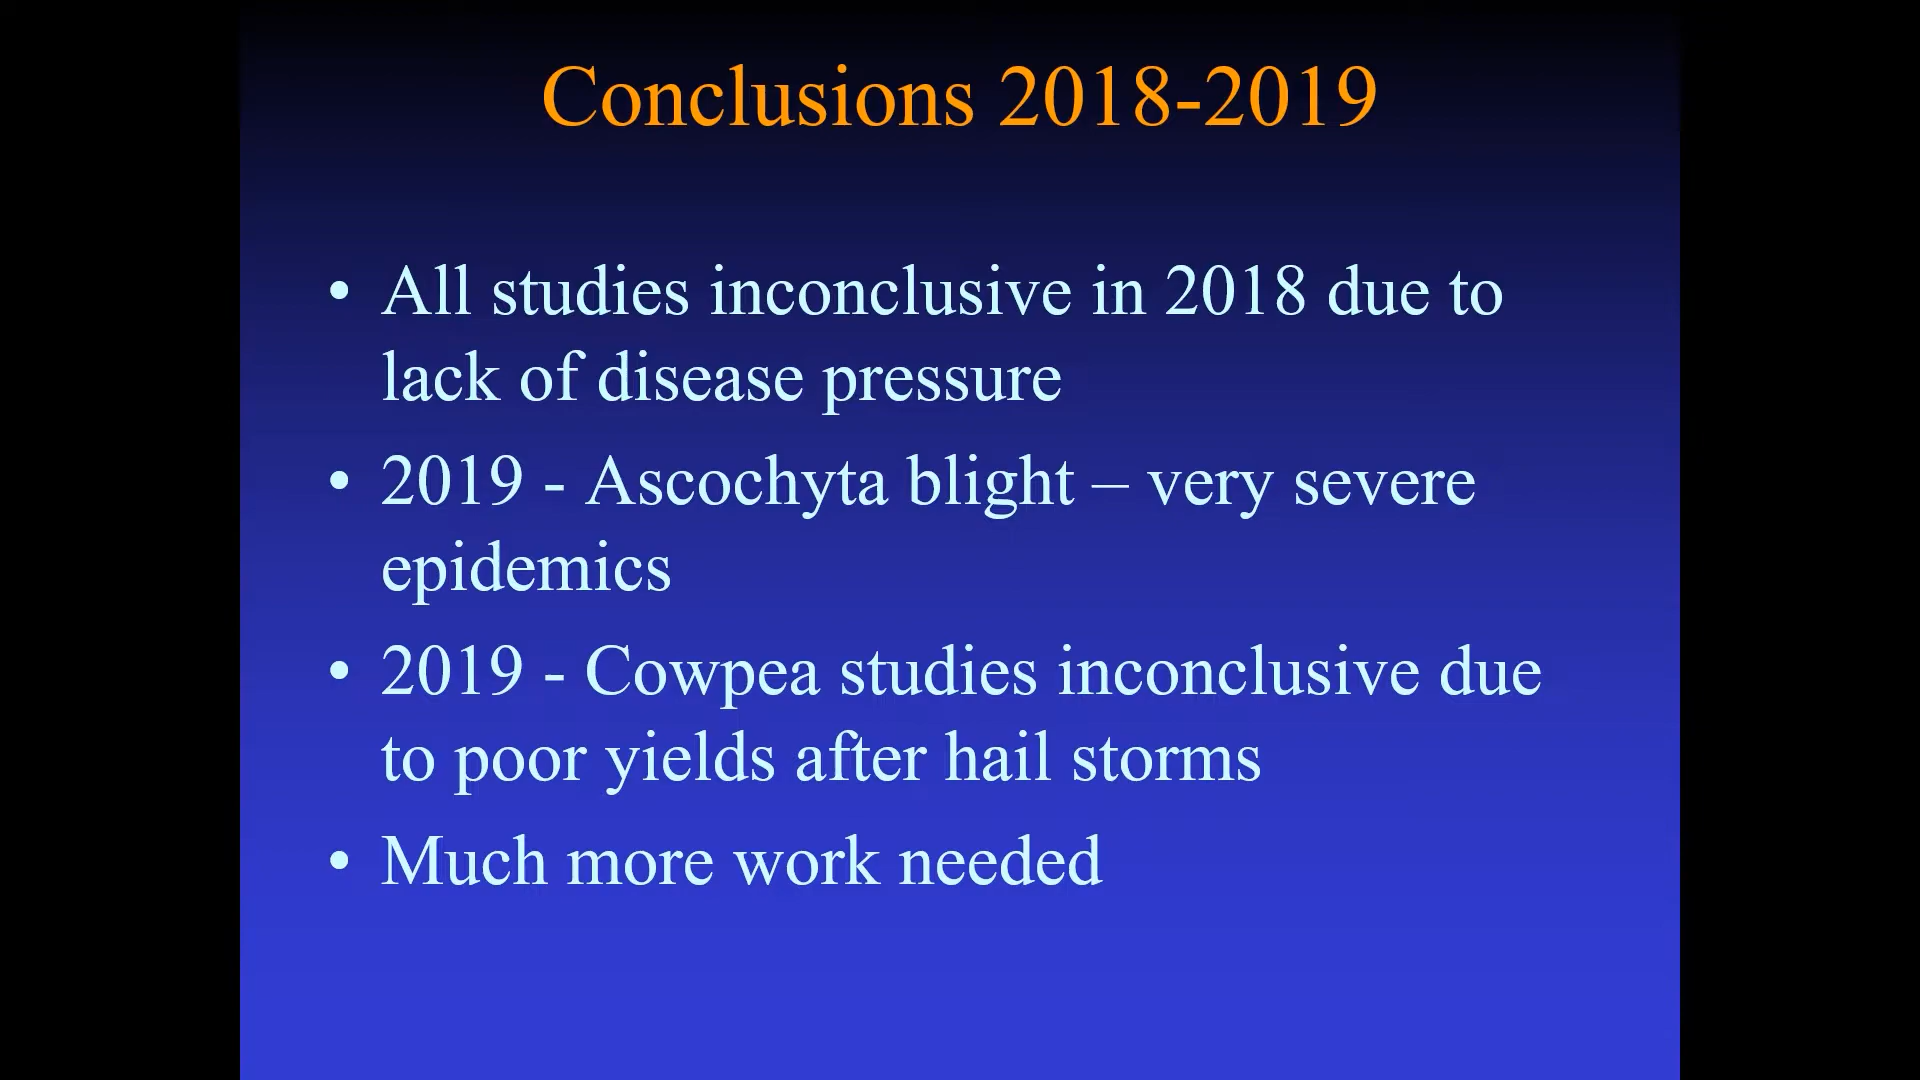 Conclusions 2018-2019
• All studies inconclusive in 2018 due to
lack of disease pressure
• 2019 - Ascochyta blight – very severe
epidemics
• 2019 - Cowpea studies inconclusive due
to poor yields after hail storms
• Much more work needed